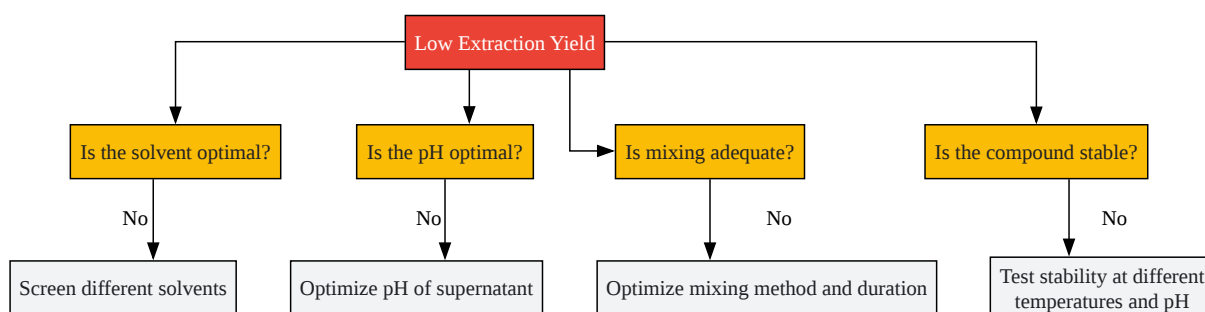 Low Extraction Yield
Is the solvent optimal?
Is the pH optimal?
Is mixing adequate?
Is the compound stable?
No
No
No
No
Screen different solvents
Optimize pH of supernatant
Optimize mixing method and duration
Test stability at different
temperatures and pH